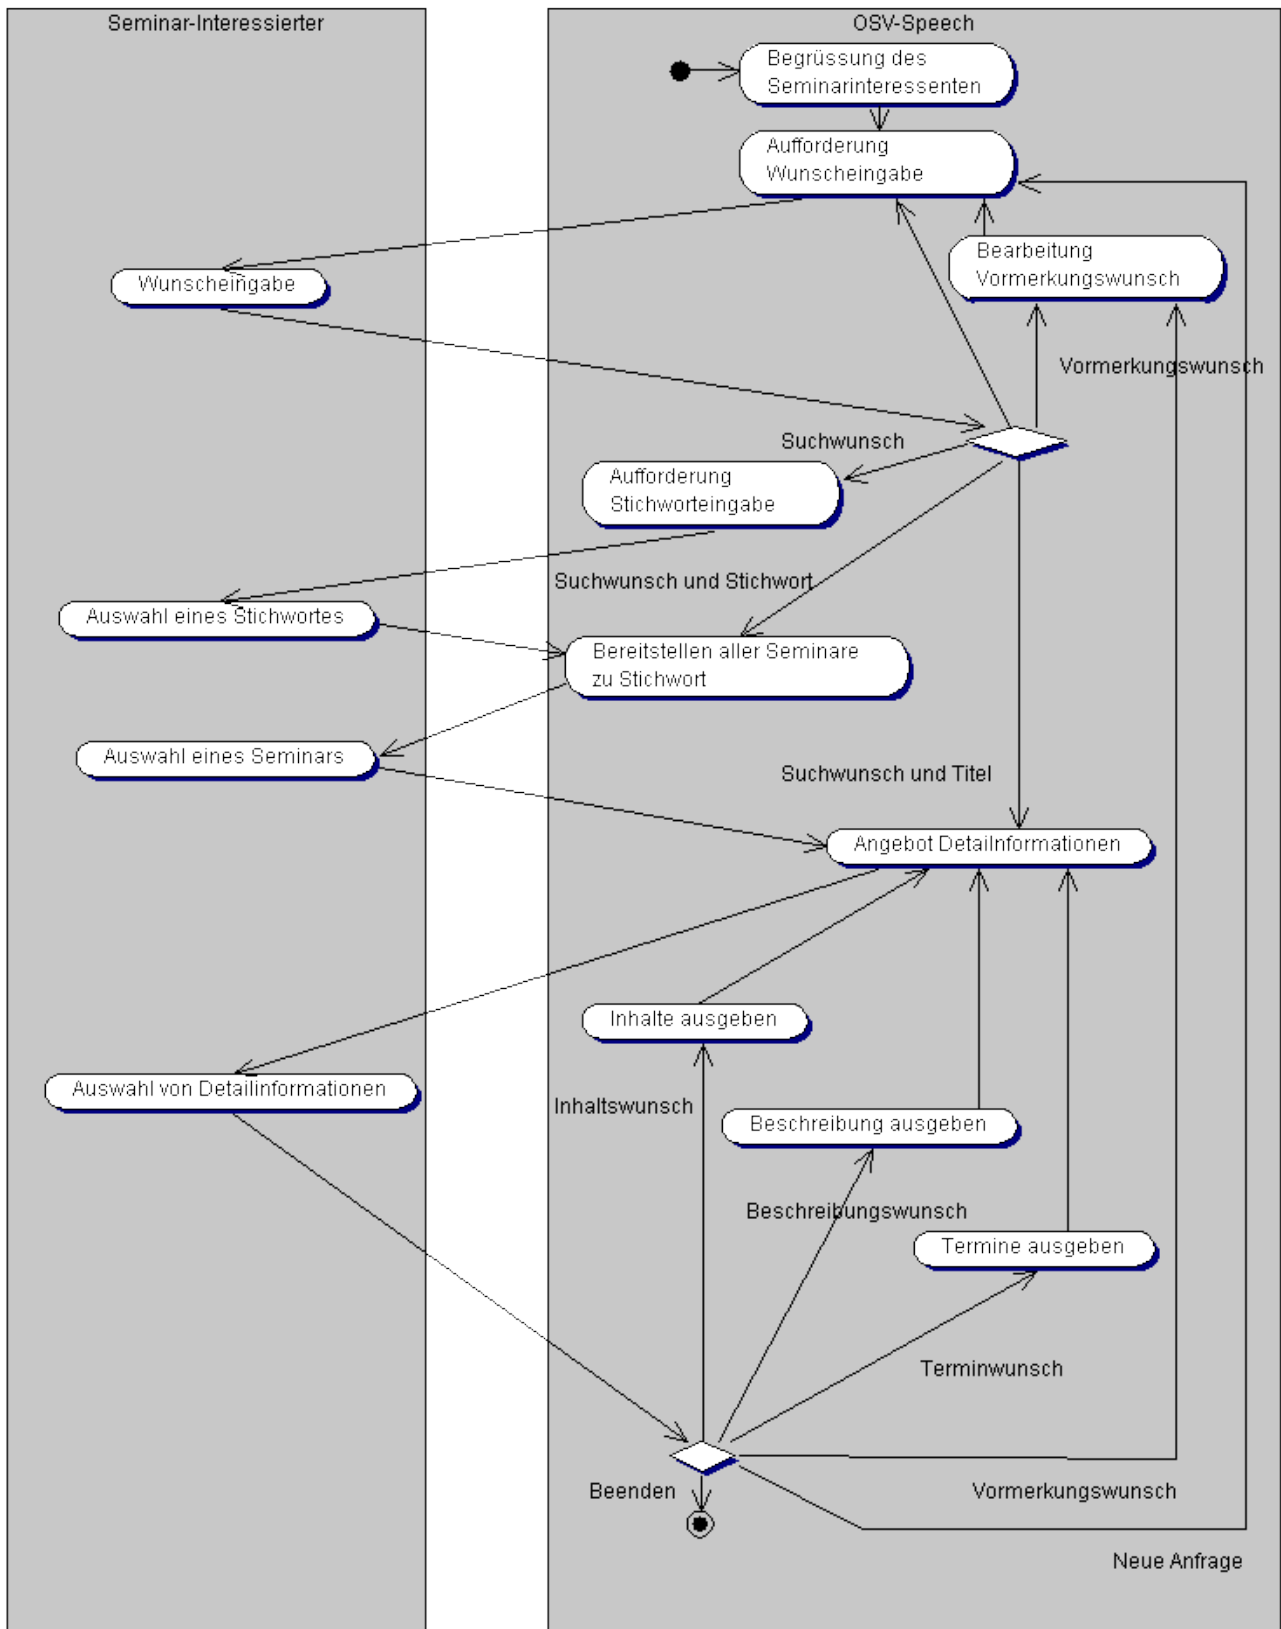 Seminar-Interessierter
OSV-Speech
Begrüssung des
Seminarinteressenten
Aufforderung
Wunscheingabe
Bearbeitung
Vormerkungswunsch
Wunscheingabe
Vormerkungswunsch
Suchwunsch
Aufforderung
Stichworteingabe
Suchwunsch und Stichwort
Auswahl eines Stichwortes
Bereitstellen aller Seminare
zu Stichwort
Auswahl eines Seminars
Suchwunsch und Titel
Angebot Detailnformationen
Inhalte ausgeben
Auswahl von Detailinformationen
Inhaltswunsch
Beschreibung ausgeben
Beschreibungswunsch
Termine ausgeben
Terminwunsch
Beenden
Vormerkungswunsch
Neue Anfrage